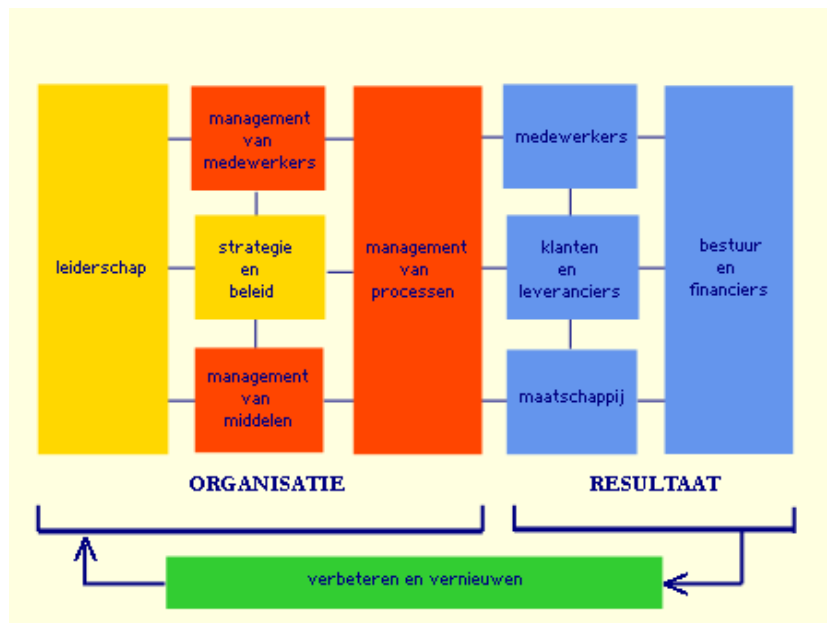 leiderschap
management
van
medewerkers
strategie
en
beleid
management
van
middelen
management
van
processen
medewerkers
klanten
en
leveranciers
maatschappij
bestuur
en
financiers
ORGANISATIE
RESULTAAT
verbeteren en vernieuwen